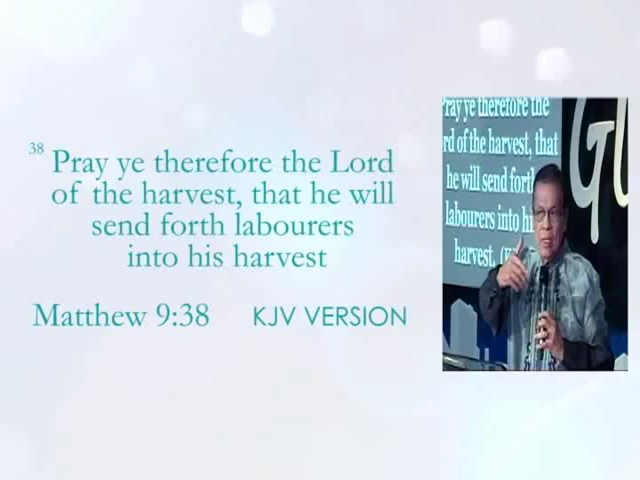 38
Pray ye therefore the Lord
of the harvest, that he will
send forth labourers
into his harvest
Matthew 9:38 KJV VERSION
Pray ye therefore the
rd of the harvest, that
he will send fort
labourers into hi
harvest.